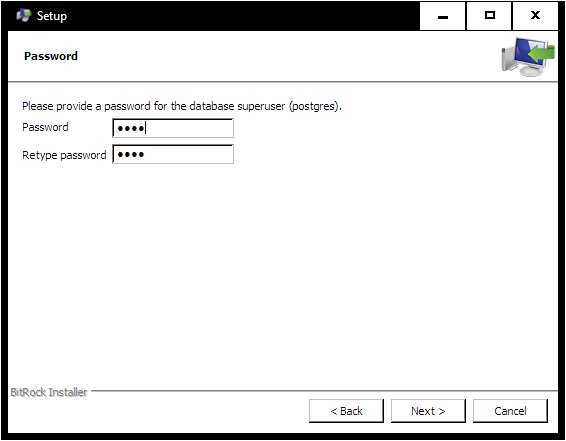 Setup
Password
Please provide a password for the database superuser (postgres).
Password ••••
Retype password ••••
BitRock Installer
< Back Next > Cancel